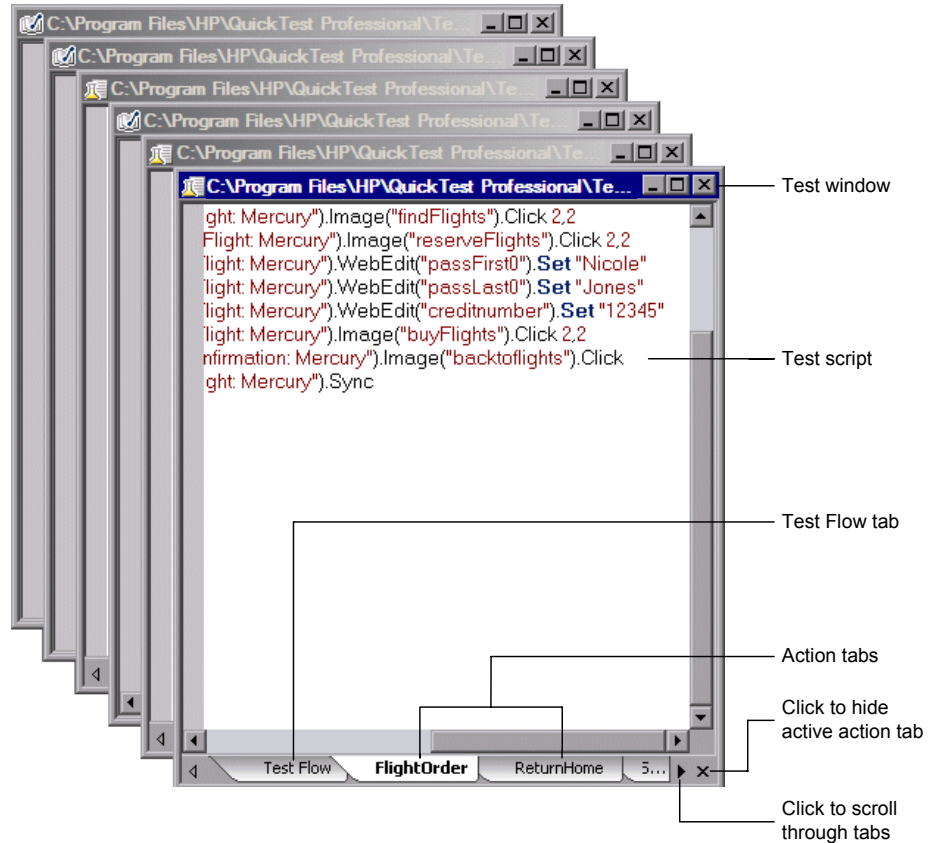 C:\Program Files\HP\QuickTest Professional\Te...
C:\Program Files\HP\QuickTest Professional\Te...
C:\Program Files\HP\QuickTest Professional\Te...
C:\Program Files\HP\QuickTest Professional\Te...
C:\Program Files\HP\QuickTest Professional\Te...
C:\Program Files\HP\QuickTest Professional\Te...
ght: Mercury").Image("findFlights").Click 2,2
Flight: Mercury").Image("reserveFlights").Click 2,2
light: Mercury").WebEdit("passFirst0").Set "Nicole"
light: Mercury").WebEdit("passLast0").Set "Jones"
light: Mercury").WebEdit("creditnumber").Set "12345"
light: Mercury").Image("buyFlights").Click 2,2
nfirmation: Mercury").Image("backtoflights").Click
ght: Mercury").Sync
Test Flow
FlightOrder
ReturnHome
Test window
Test script
Test Flow tab
Action tabs
Click to hide
active action tab
Click to scroll
through tabs